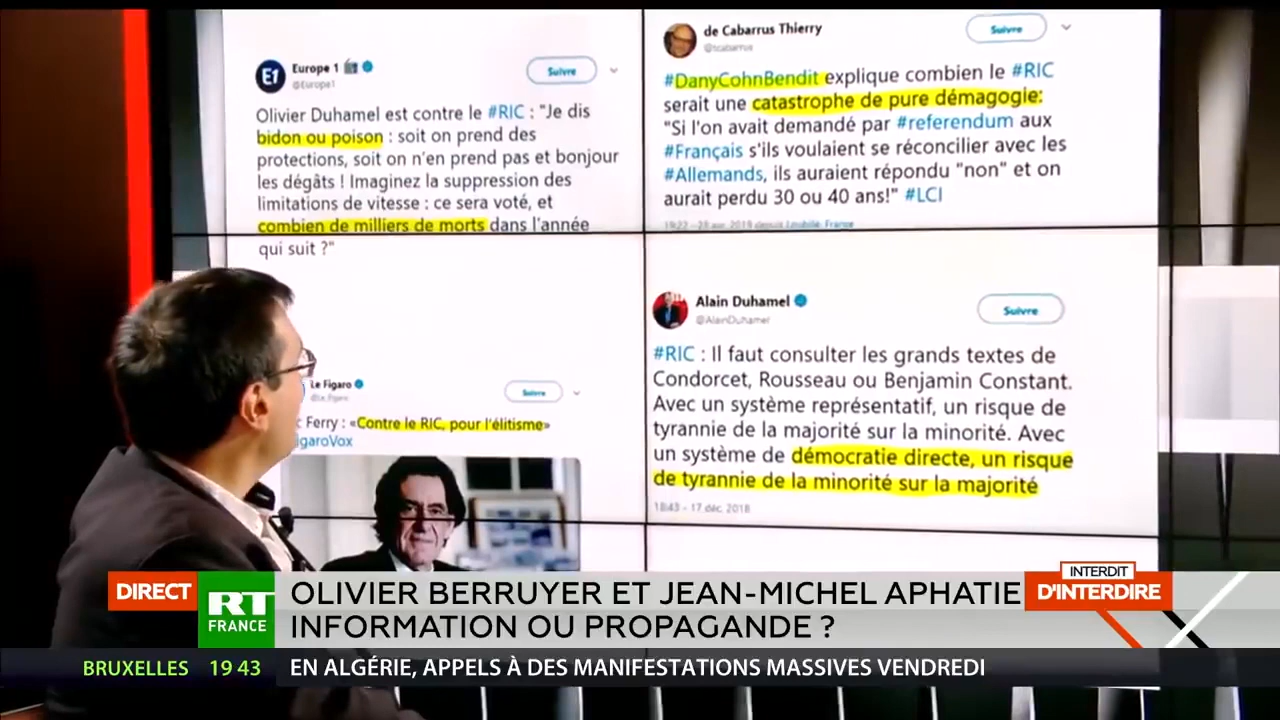 E1
Europe 1
@Europe1
Suivre
Olivier Duhamel est contre le #RIC : "Je dis
bidon ou poison : soit on prend des
protections, soit on n'en prend pas et bonjour
les dégâts ! Imaginez la suppression des
limitations de vitesse : ce sera voté, et
combien de milliers de morts dans l'année
qui suit ?"
de Cabarrus Thierry
@tcabarrus
Suivre
#DanyCohnBendit explique combien le #RIC
serait une catastrophe de pure démagogie:
"Si l'on avait demandé par #referendum aux
#Français s'ils voulaient se réconcilier avec les
#Allemands, ils auraient répondu "non" et on
aurait perdu 30 ou 40 ans!" #LCI
Le Figaro
@Le_Figaro
Suivre
c Ferry : «Contre le RIC, pour l'élitisme»
igaroVox
Alain Duhamel
@AlainDuhamel
Suivre
#RIC : Il faut consulter les grands textes de
Condorcet, Rousseau ou Benjamin Constant.
Avec un système représentatif, un risque de
tyrannie de la majorité sur la minorité. Avec
un système de démocratie directe, un risque
de tyrannie de la minorité sur la majorité
18:43 - 17 déc. 2018
DIRECT
RT
FRANCE
OLIVIER BERRUYER ET JEAN-MICHEL APHATIE
INFORMATION OU PROPAGANDE ?
INTERDIT
D'INTERDIRE
BRUXELLES 19 43
EN ALGÉRIE, APPELS À DES MANIFESTATIONS MASSIVES VENDREDI